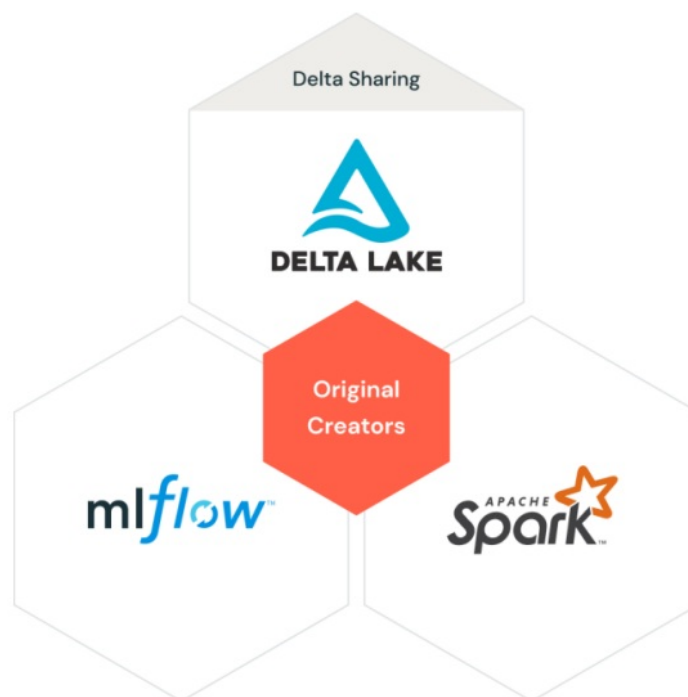 Delta Sharing
DELTA LAKE
Original
Creators
mlflow™
APACHE
Spark™